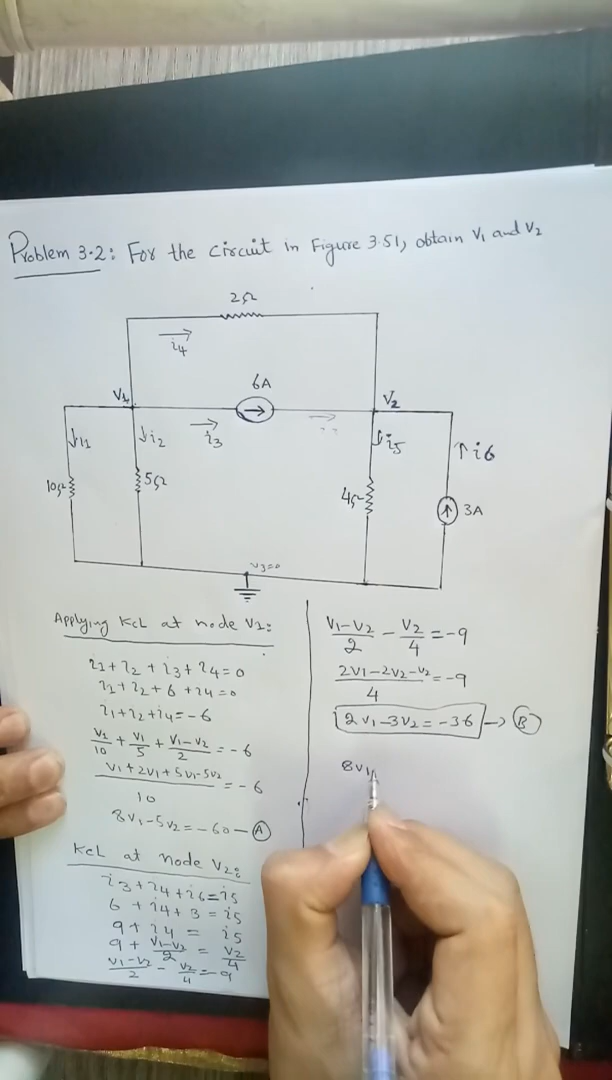 Problem 3.2: For the circuit in Figure 3.51, obtain V1 and V2
2Ω
i4
6A
V1
V2
i1
i2
i3
i5
i6
10Ω
5Ω
4Ω
3A
V3=0
Applying KCL at node V1:
i1+i2+i3+i4=0
i1+i2+6+i4=0
i1+i2+i4=-6
V1/10 + V1/5 + (V1-V2)/2 = -6
(V1+2V1+5V1-5V2)/10 = -6
8V1-5V2=-60-Ⓐ
KCL at node V2:
i3+i4+i6=i5
6+i4+3=i5
9+i4=i5
9+(V1-V2)/2=V2/4
(V1-V2)/2-V2/4=-9
(V1-V2)/2-V2/4=-9
(2V1-2V2-V2)/4=-9
2V1-3V2=-36→Ⓑ
8V1